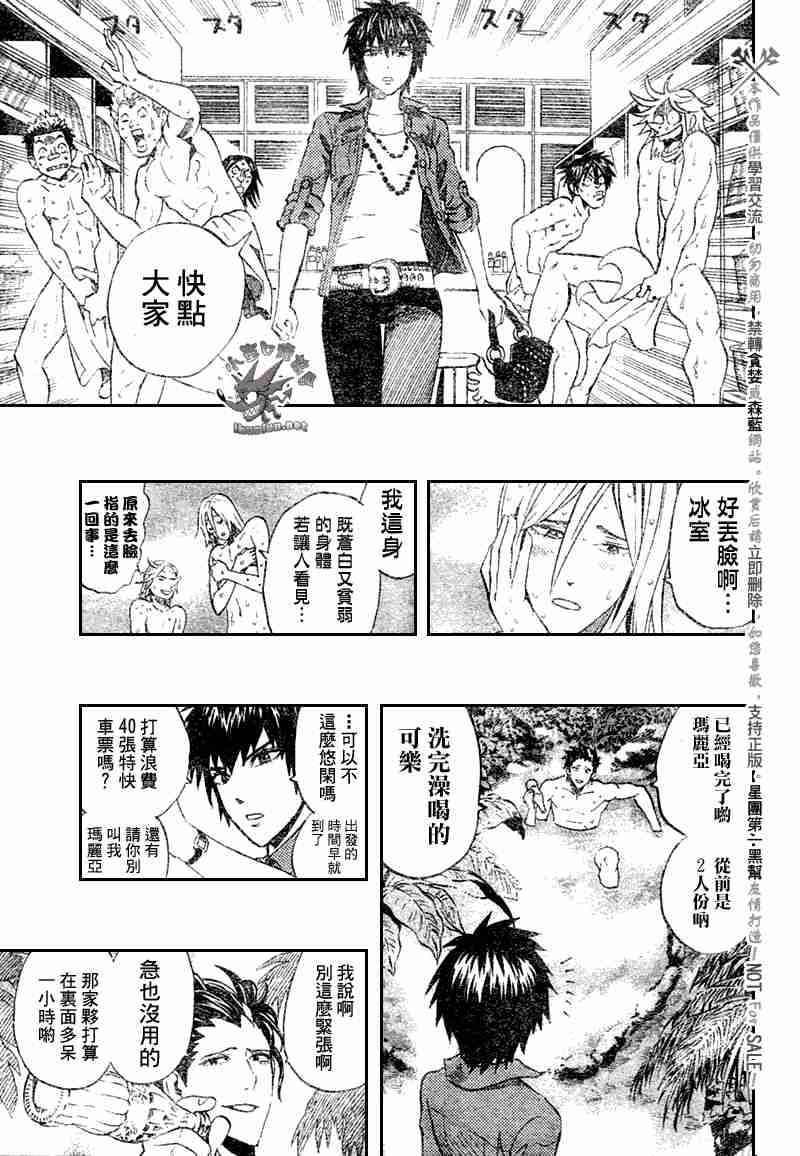 スタ
スタ
スタ
スタ
快點
大家
小志口漢化
lbuntun.net
好丟臉啊…
冰室
我這身
既蒼白又貧弱
的身體
若讓人看見…
原來丟臉
指的是這麼
一回事…
已經喝完了喲
瑪麗亞
從前是
2人份吶
洗完澡喝的
可樂
…可以不
這麼悠閑嗎
出發的
時間早就
到了
打算浪費
40張特快
車票嗎？
還有
請你別
叫我
瑪麗亞
我說啊
別這麼緊張啊
急也沒用的
那家夥打算
在裏面多呆
一小時喲
本作品僅供學習交流
勿商用，禁轉貪婪或森藍網站。欣賞后請立即刪除，如您喜歡，支持正版。星團第二·黑幫友情打造//NOT For SALE//